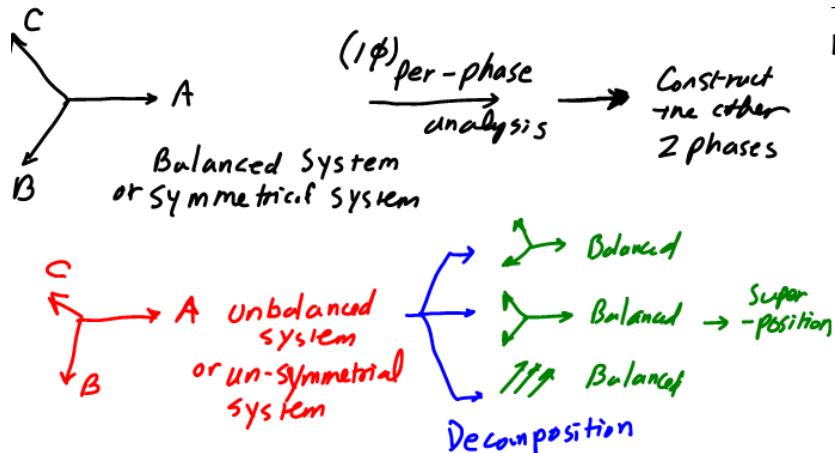 C
A
B
Balanced System
or symmetrical system
(1φ) per-phase
analysis
Construct
the other
2 phases
C
A
B
unbalanced
system
or un-symmetrial
system
Decomposition
Balanced
Balanced
Balanced
Super
-position